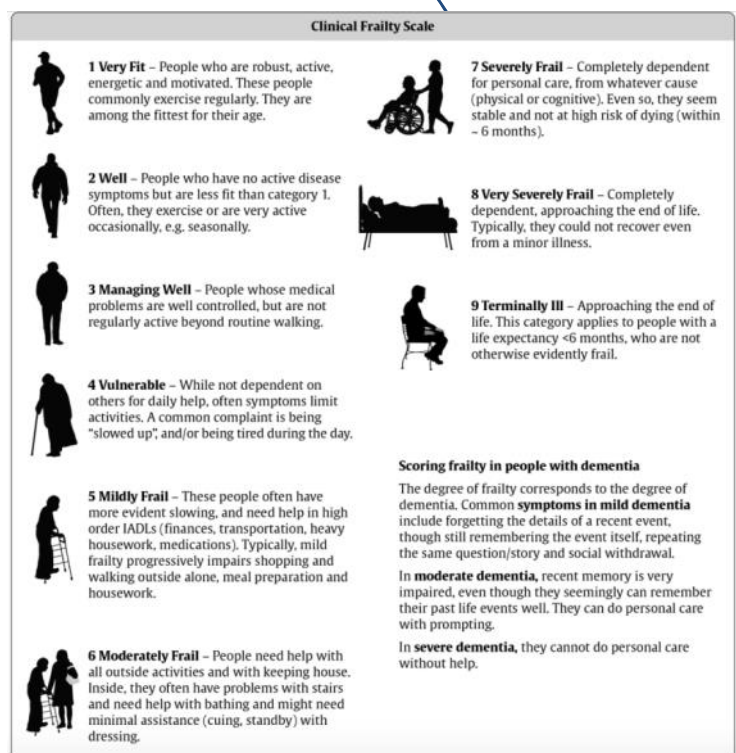 Clinical Frailty Scale
1 Very Fit – People who are robust, active,
energetic and motivated. These people
commonly exercise regularly. They are
among the fittest for their age.
2 Well – People who have no active disease
symptoms but are less fit than category 1.
Often, they exercise or are very active
occasionally, e.g. seasonally.
3 Managing Well – People whose medical
problems are well controlled, but are not
regularly active beyond routine walking.
4 Vulnerable – While not dependent on
others for daily help, often symptoms limit
activities. A common complaint is being
“slowed up”, and/or being tired during the day.
5 Mildly Frail – These people often have
more evident slowing, and need help in high
order IADLs (finances, transportation, heavy
housework, medications). Typically, mild
frailty progressively impairs shopping and
walking outside alone, meal preparation and
housework.
6 Moderately Frail – People need help with
all outside activities and with keeping house.
Inside, they often have problems with stairs
and need help with bathing and might need
minimal assistance (cuing, standby) with
dressing.
7 Severely Frail – Completely dependent
for personal care, from whatever cause
(physical or cognitive). Even so, they seem
stable and not at high risk of dying (within
~ 6 months).
8 Very Severely Frail – Completely
dependent, approaching the end of life.
Typically, they could not recover even
from a minor illness.
9 Terminally Ill – Approaching the end of
life. This category applies to people with a
life expectancy <6 months, who are not
otherwise evidently frail.
Scoring frailty in people with dementia
The degree of frailty corresponds to the degree of
dementia. Common symptoms in mild dementia
include forgetting the details of a recent event,
though still remembering the event itself, repeating
the same question/story and social withdrawal.
In moderate dementia, recent memory is very
impaired, even though they seemingly can remember
their past life events well. They can do personal care
with prompting.
In severe dementia, they cannot do personal care
without help.